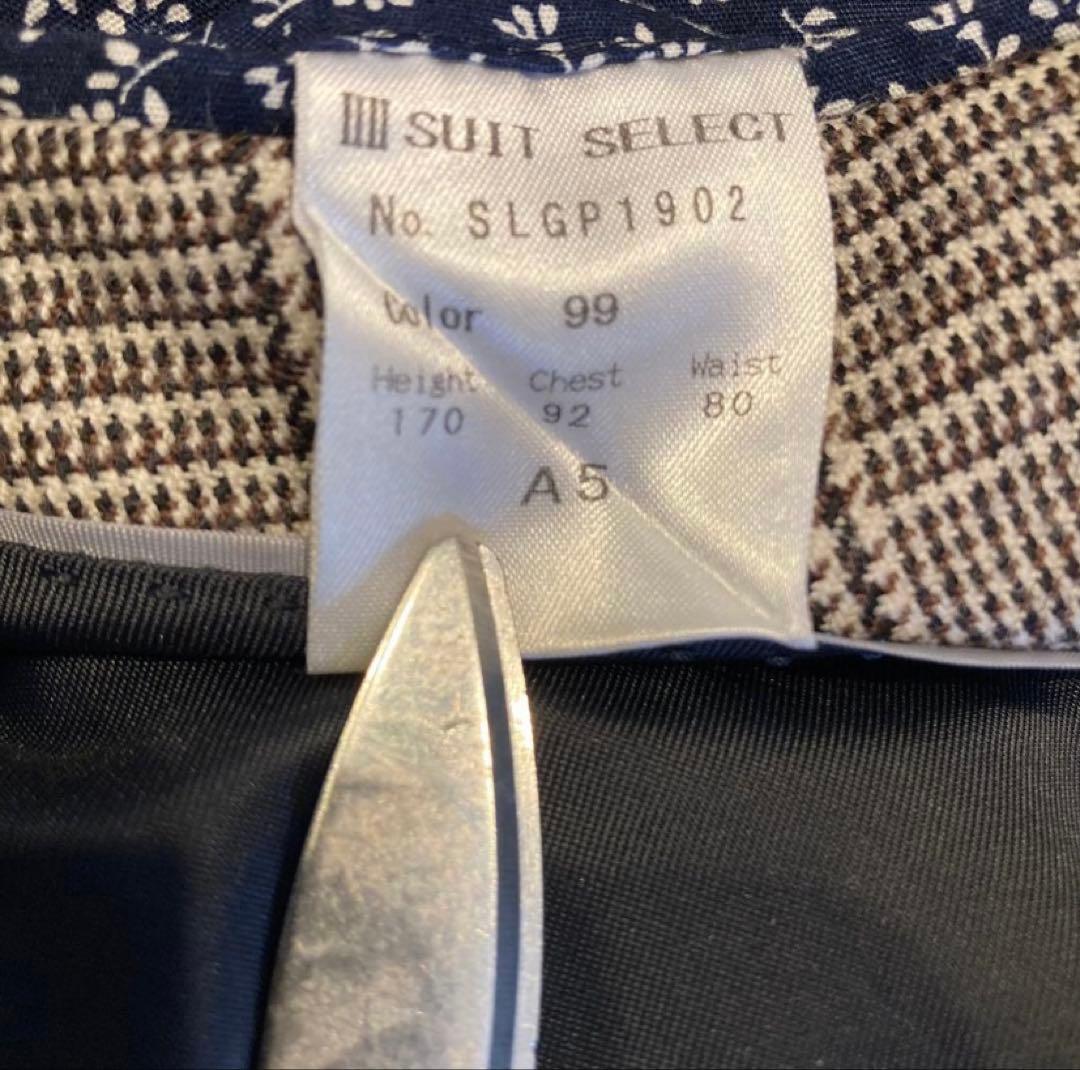 SUIT SELECT
No. SLGP1902
Color 99
Height Chest Waist
170 92 80
A5